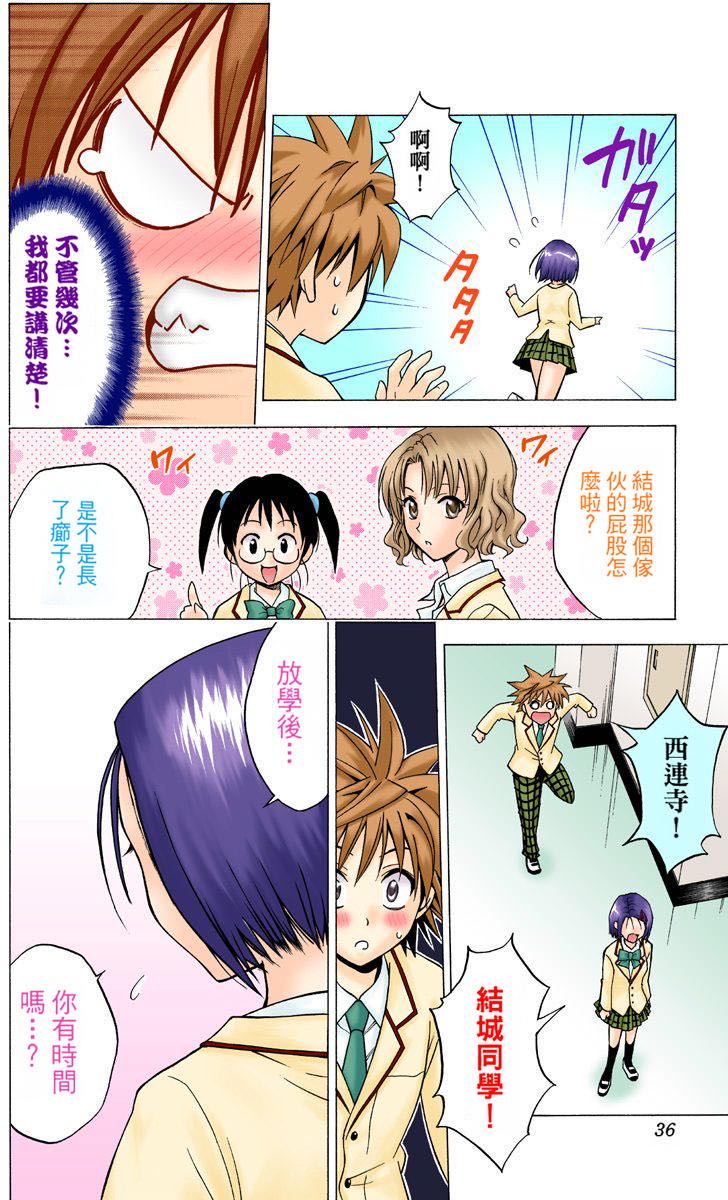 啊啊！
ガタッ
タタタ
不管幾次…
我都要講清楚！
結城那個傢
伙的屁股怎
麼啦？
ワイ
ワイ
是不是長
了癤子？
西連寺！
結城同學！
放學後…
你有時間
嗎…？
36